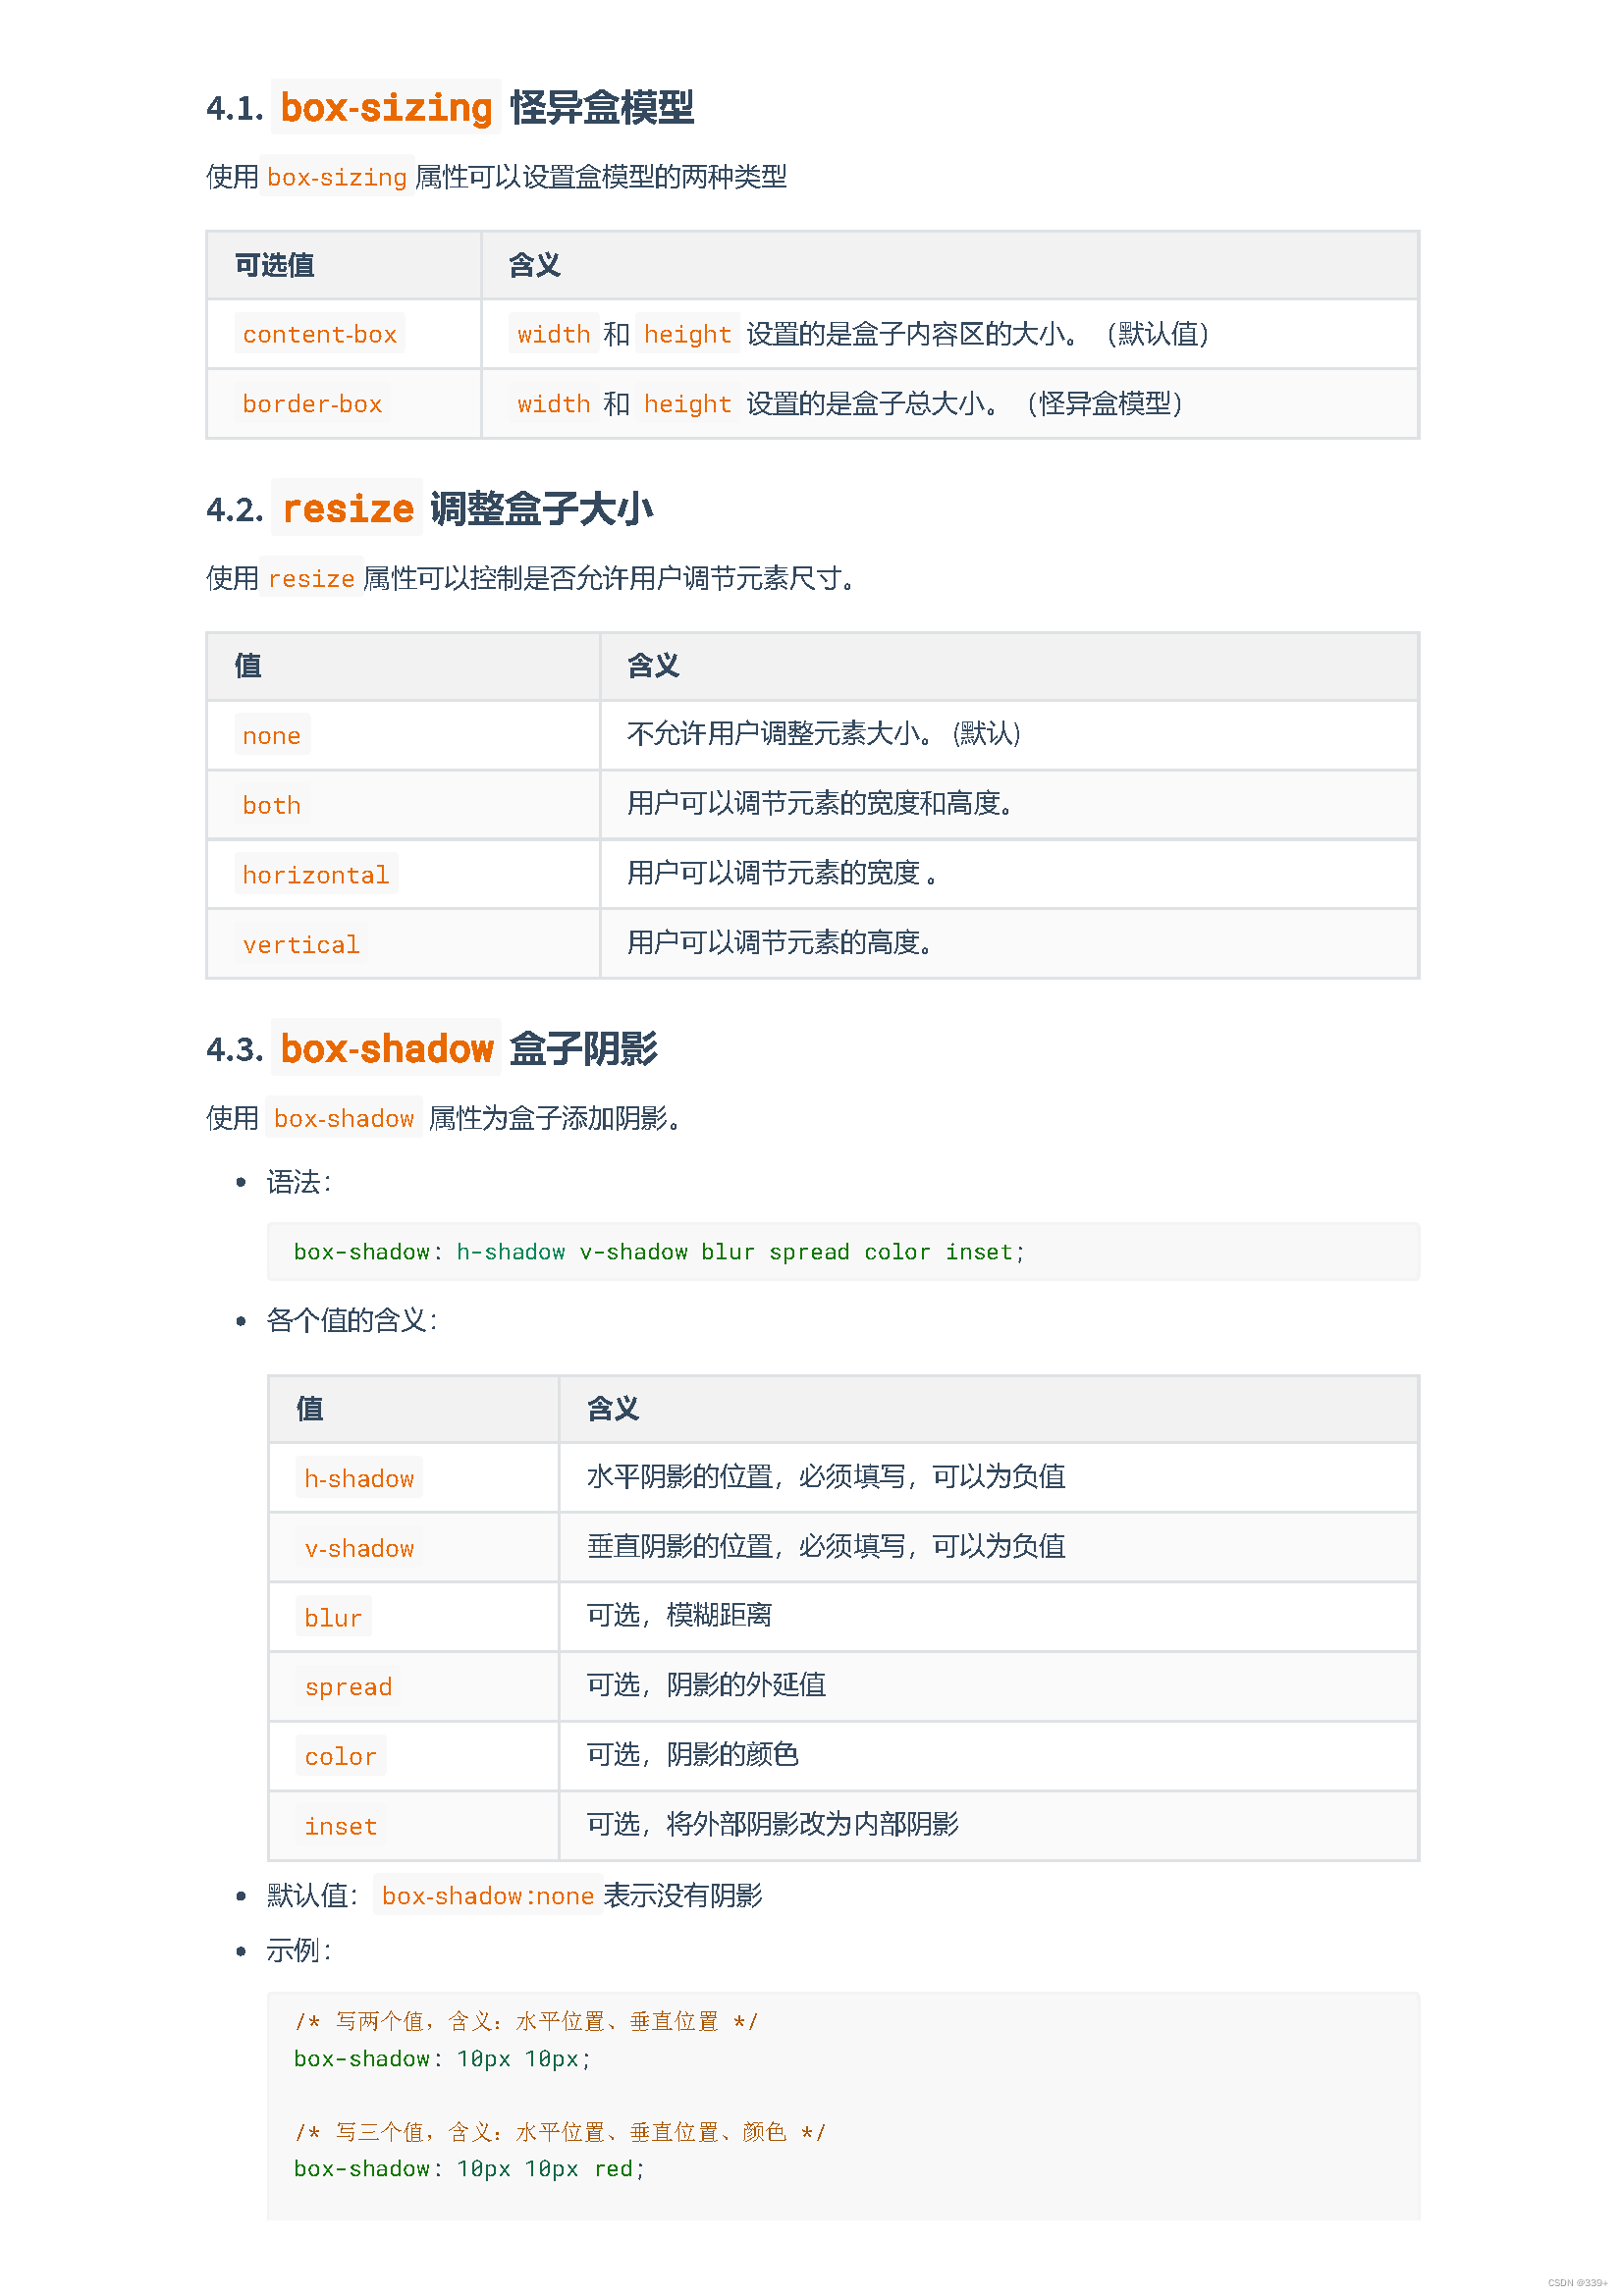 4.1. box-sizing 怪异盒模型
使用 box-sizing 属性可以设置盒模型的两种类型
可选值 含义
content-box width 和 height 设置的是盒子内容区的大小。（默认值）
border-box width 和 height 设置的是盒子总大小。（怪异盒模型）
4.2. resize 调整盒子大小
使用 resize 属性可以控制是否允许用户调节元素尺寸。
值 含义
none 不允许用户调整元素大小。(默认)
both 用户可以调节元素的宽度和高度。
horizontal 用户可以调节元素的宽度 。
vertical 用户可以调节元素的高度。
4.3. box-shadow 盒子阴影
使用 box-shadow 属性为盒子添加阴影。
• 语法：
box-shadow: h-shadow v-shadow blur spread color inset;
• 各个值的含义：
值 含义
h-shadow 水平阴影的位置，必须填写，可以为负值
v-shadow 垂直阴影的位置，必须填写，可以为负值
blur 可选，模糊距离
spread 可选，阴影的外延值
color 可选，阴影的颜色
inset 可选，将外部阴影改为内部阴影
• 默认值：box-shadow:none 表示没有阴影
• 示例：
/* 写两个值，含义：水平位置、垂直位置 */
box-shadow: 10px 10px;
/* 写三个值，含义：水平位置、垂直位置、颜色 */
box-shadow: 10px 10px red;
CSDN @339+